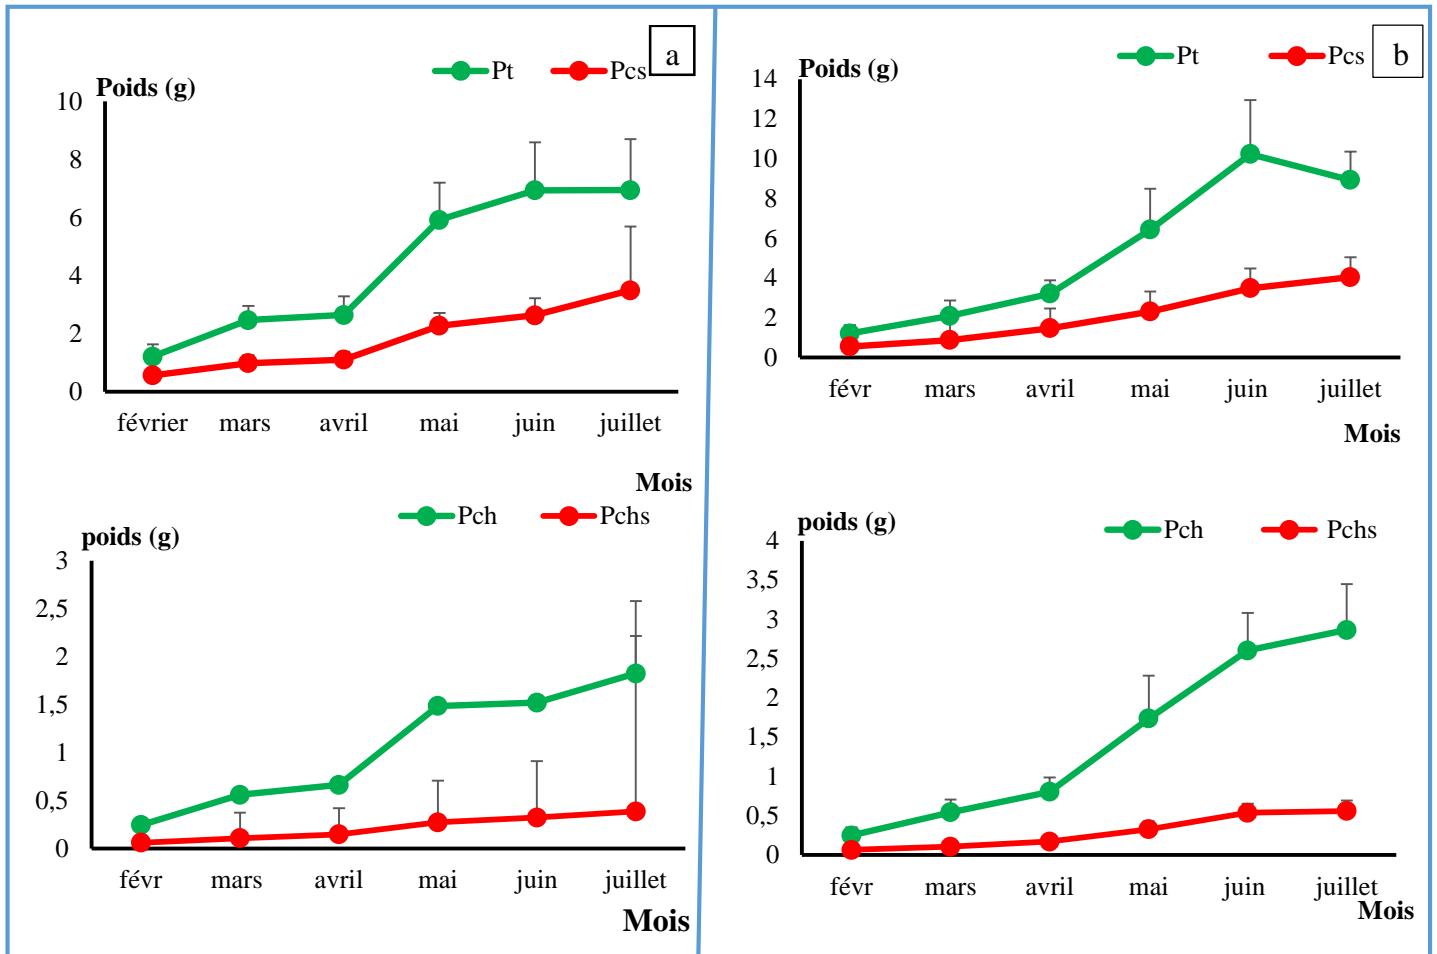 a
Pt
Pcs
Poids (g)
10
8
6
4
2
0
février mars avril mai juin juillet
Mois
b
Pt
Pcs
Poids (g)
14
12
10
8
6
4
2
0
févr mars avril mai juin juillet
Mois
Pch
Pchs
poids (g)
3
2,5
2
1,5
1
0,5
0
févr mars avril mai juin juillet
Mois
Pch
Pchs
poids (g)
4
3,5
3
2,5
2
1,5
1
0,5
0
févr mars avril mai juin juillet
Mois